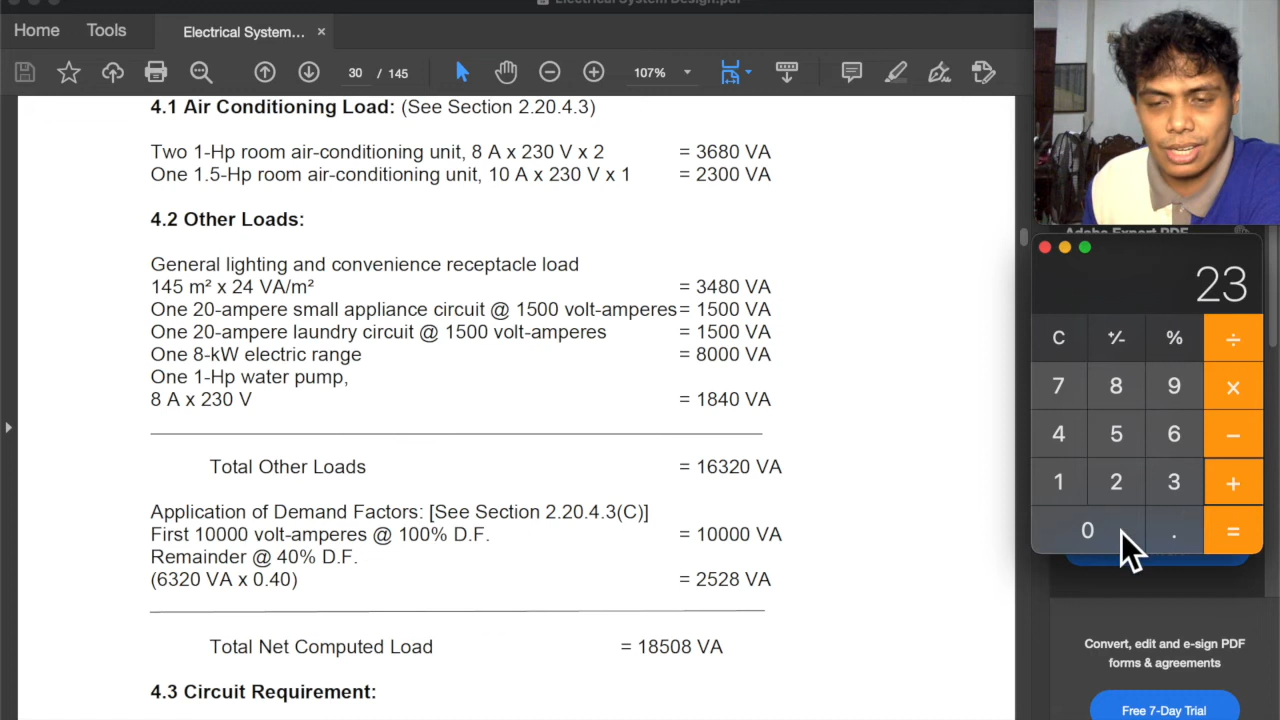 Electrical System Design.pdf
Home Tools Electrical System... ×
30 / 145 107%
4.1 Air Conditioning Load: (See Section 2.20.4.3)
Two 1-Hp room air-conditioning unit, 8 A x 230 V x 2 = 3680 VA
One 1.5-Hp room air-conditioning unit, 10 A x 230 V x 1 = 2300 VA
4.2 Other Loads:
General lighting and convenience receptacle load
145 m² x 24 VA/m² = 3480 VA
One 20-ampere small appliance circuit @ 1500 volt-amperes = 1500 VA
One 20-ampere laundry circuit @ 1500 volt-amperes = 1500 VA
One 8-kW electric range = 8000 VA
One 1-Hp water pump,
8 A x 230 V = 1840 VA
Total Other Loads = 16320 VA
Application of Demand Factors: [See Section 2.20.4.3(C)]
First 10000 volt-amperes @ 100% D.F. = 10000 VA
Remainder @ 40% D.F.
(6320 VA x 0.40) = 2528 VA
Total Net Computed Load = 18508 VA
4.3 Circuit Requirement:
Adobe Export PDF
23
C +/- % ÷
7 8 9 x
4 5 6 −
1 2 3 +
0 . =
Convert, edit and e-sign PDF
forms & agreements
Free 7-Day Trial